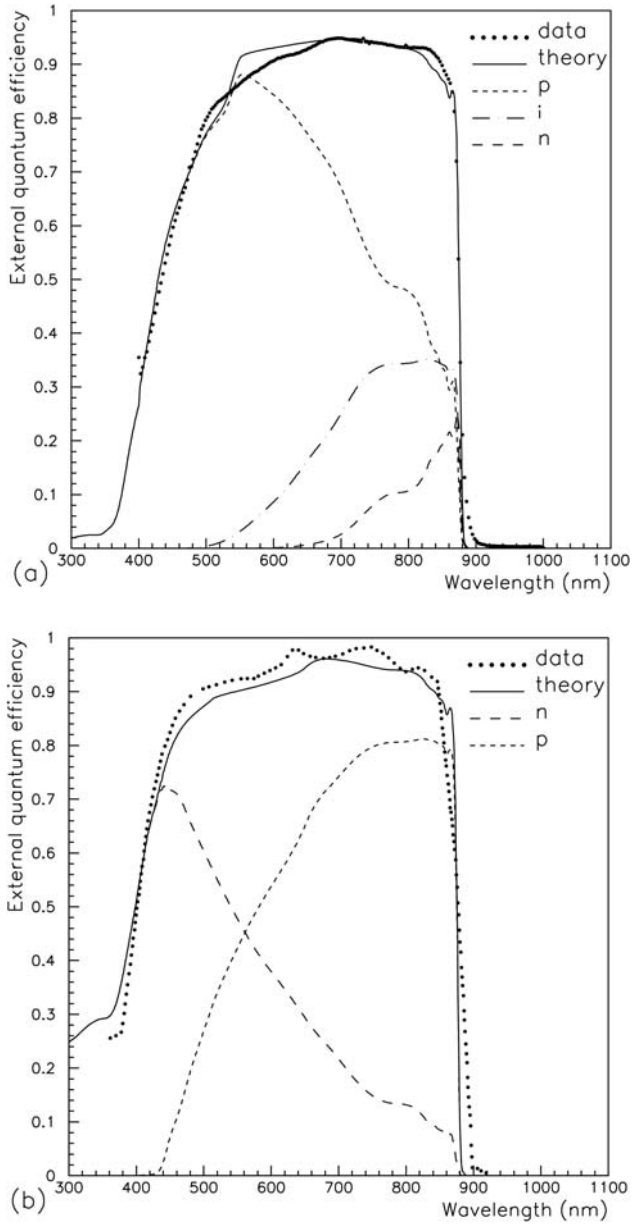 1
data
theory
p
i
n
0.9
0.8
0.7
0.6
0.5
0.4
0.3
0.2
0.1
0
External quantum efficiency
300 400 500 600 700 800 900 1000 1100
Wavelength (nm)
(a)
1
data
theory
n
p
0.9
0.8
0.7
0.6
0.5
0.4
0.3
0.2
0.1
0
External quantum efficiency
300 400 500 600 700 800 900 1000 1100
Wavelength (nm)
(b)